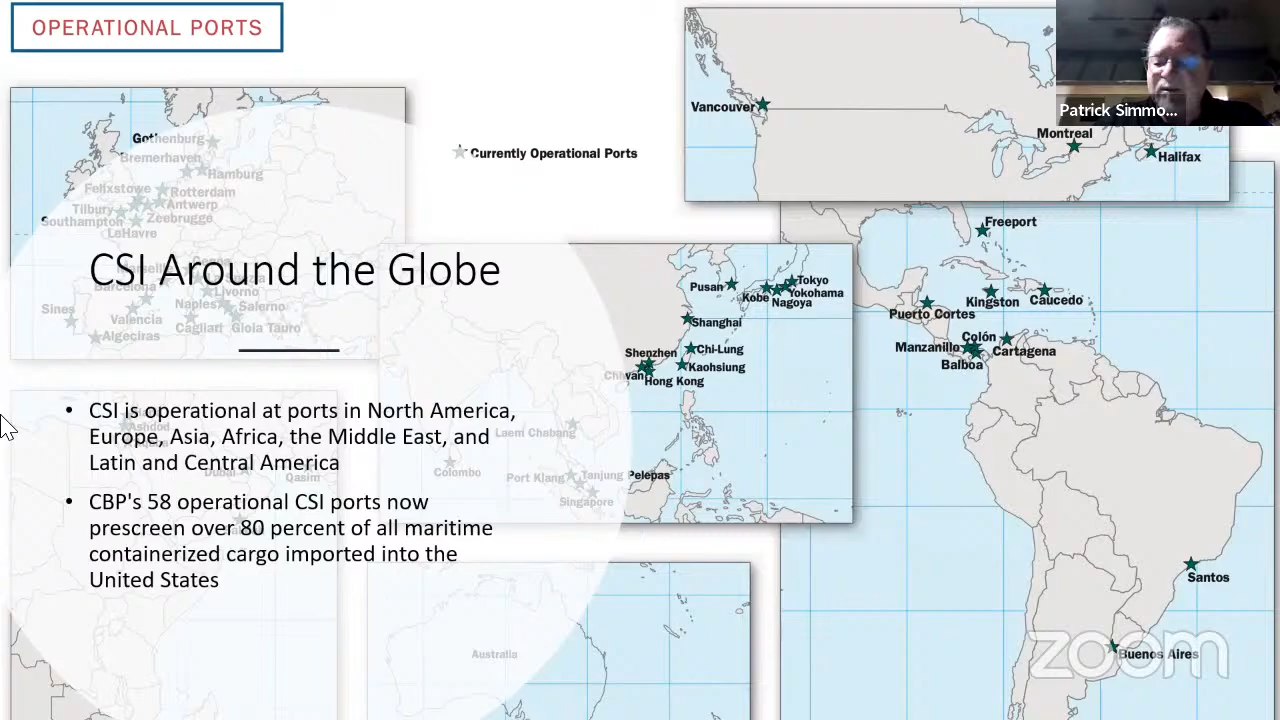 OPERATIONAL PORTS
Patrick Simmo...
Vancouver
Montreal
Halifax
Currently Operational Ports
Gothenburg
Bremerhaven
Hamburg
Felixstowe
Rotterdam
Tilbury
Antwerp
Southampton
Zeebrugge
LeHavre
Freeport
CSI Around the Globe
Barcelona
Livorno
Sines
Naples
Salerno
Valencia
Cagliari
Gioia Tauro
Algeciras
Pusan
Tokyo
Kobe
Yokohama
Nagoya
Shanghai
Shenzhen
Chi-Lung
Kaohsiung
Chiwan
Hong Kong
Kingston
Caucedo
Puerto Cortes
Colón
Manzanillo
Cartagena
Balboa
• CSI is operational at ports in North America,
Europe, Asia, Africa, the Middle East, and
Latin and Central America
• CBP's 58 operational CSI ports now
prescreen over 80 percent of all maritime
containerized cargo imported into the
United States
Ashdod
Dubai
Qasim
Laem Chabang
Colombo
Port Klang
Tanjung Pelepas
Singapore
Australia
Santos
Buenos Aires
zoom